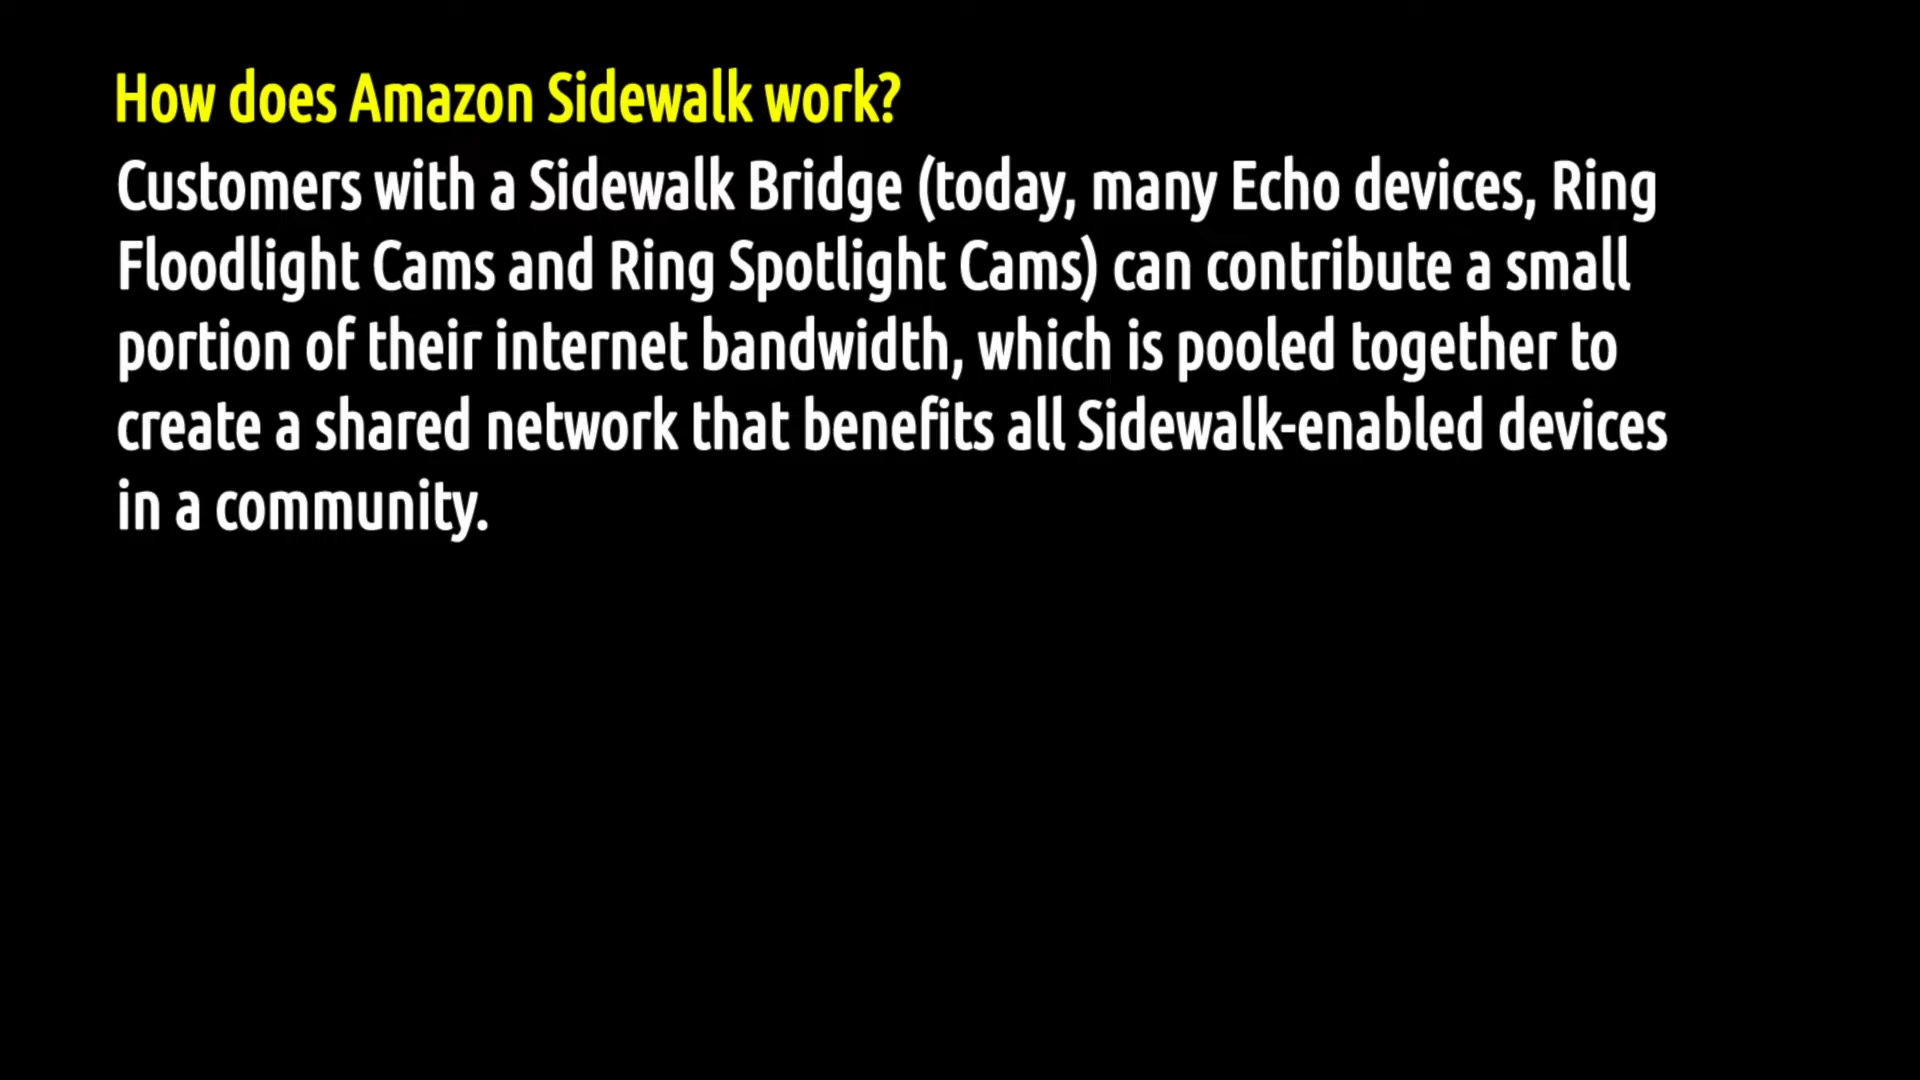 How does Amazon Sidewalk work?
Customers with a Sidewalk Bridge (today, many Echo devices, Ring
Floodlight Cams and Ring Spotlight Cams) can contribute a small
portion of their internet bandwidth, which is pooled together to
create a shared network that benefits all Sidewalk-enabled devices
in a community.